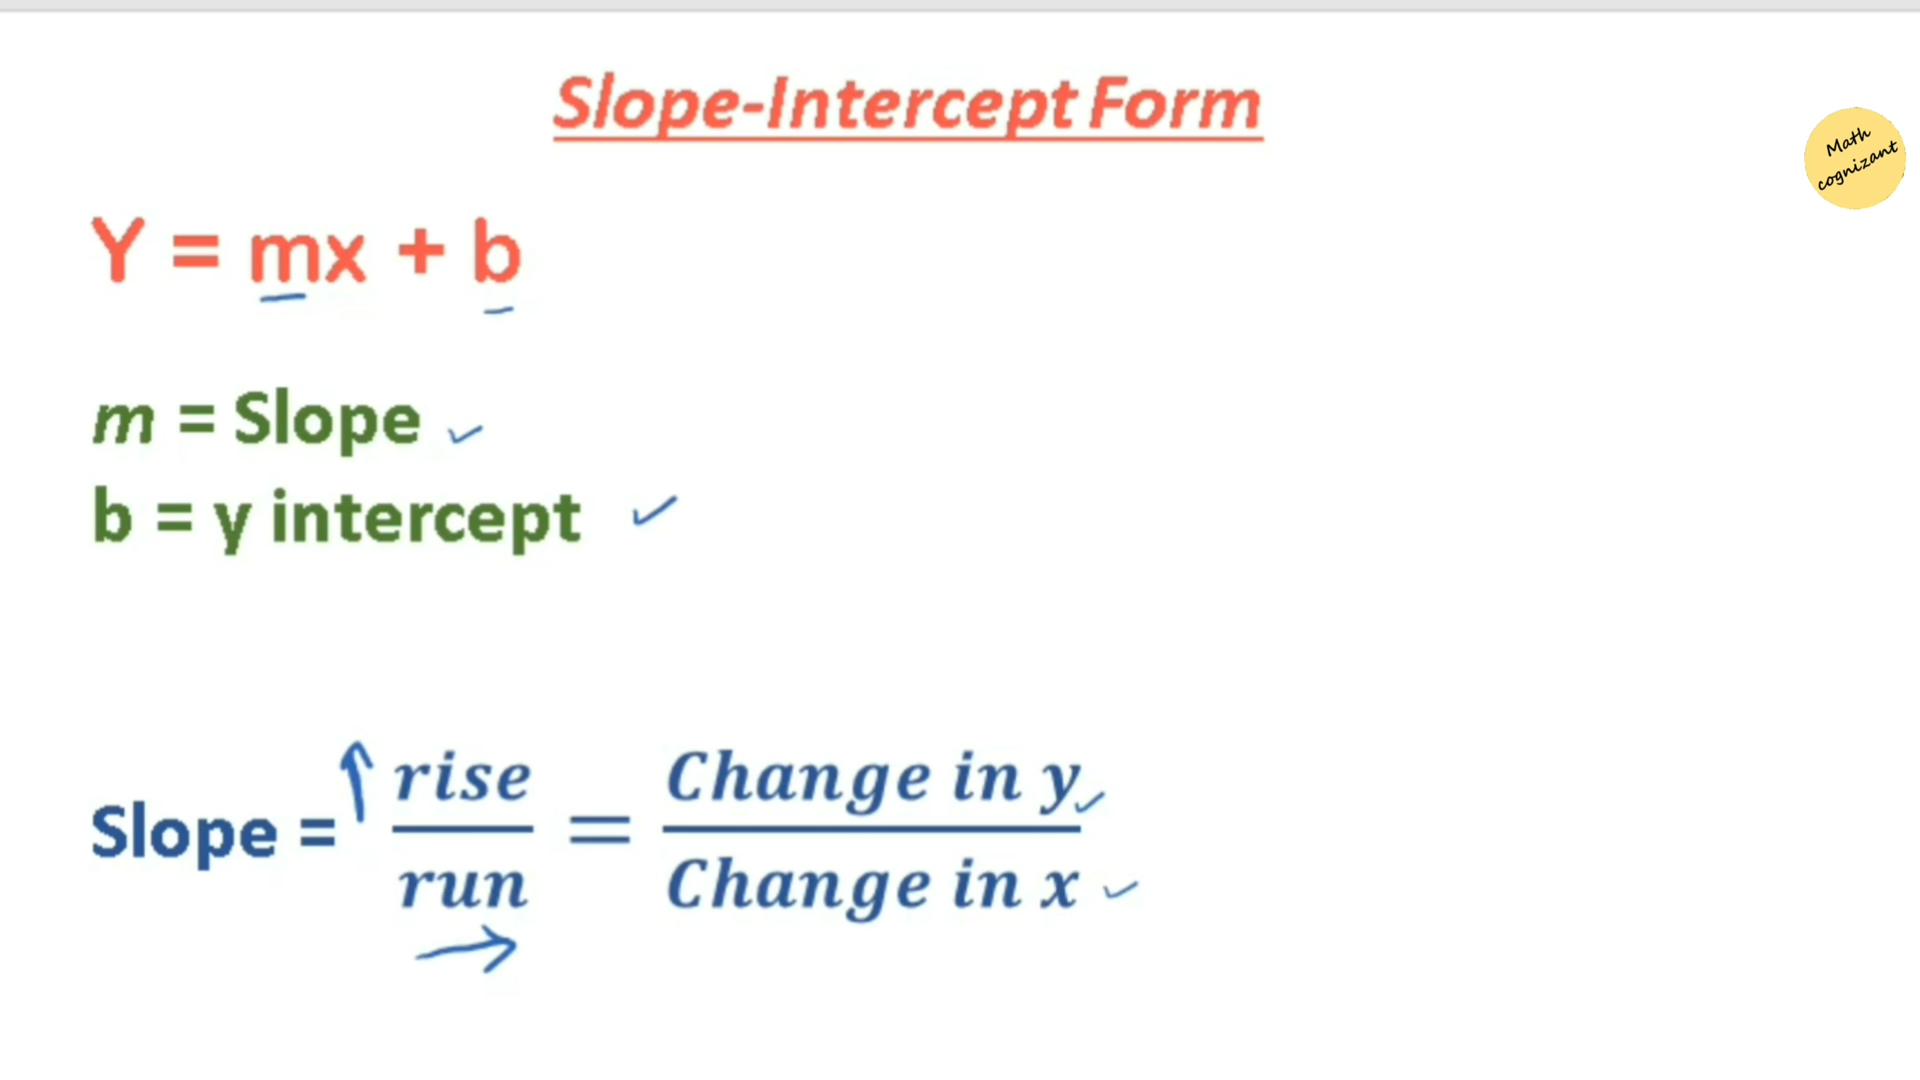 Slope-Intercept Form
Math
cognizant
Y = mx + b
m = Slope
b = y intercept
Slope = rise/run = Change in y/Change in x